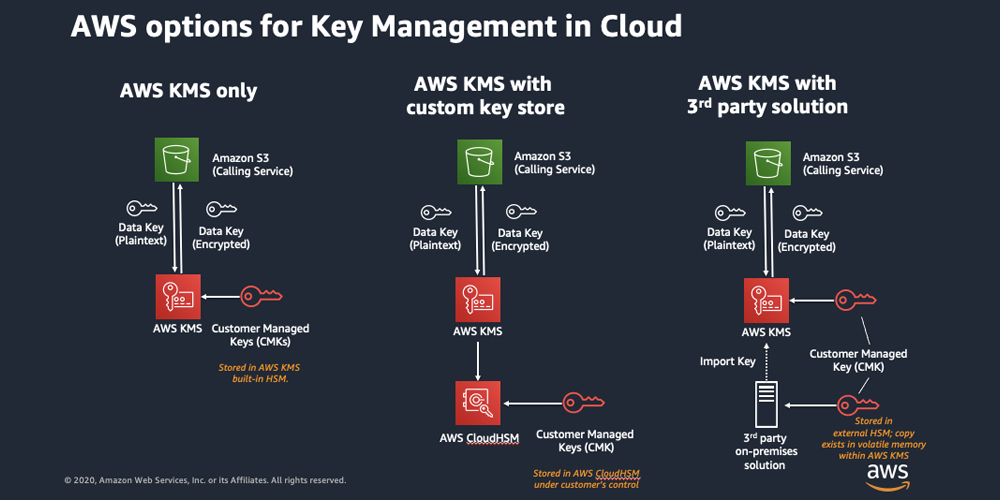 AWS options for Key Management in Cloud
AWS KMS only
Amazon S3
(Calling Service)
Data Key
(Plaintext)
Data Key
(Encrypted)
AWS KMS
Customer Managed
Keys (CMKs)
Stored in AWS KMS
built-in HSM.
AWS KMS with
custom key store
Amazon S3
(Calling Service)
Data Key
(Plaintext)
Data Key
(Encrypted)
AWS KMS
AWS CloudHSM
Customer Managed
Keys (CMK)
Stored in AWS CloudHSM
under customer's control
AWS KMS with
3rd party solution
Amazon S3
(Calling Service)
Data Key
(Plaintext)
Data Key
(Encrypted)
AWS KMS
Import Key
Customer Managed
Key (CMK)
3rd party
on-premises
solution
Stored in
external HSM; copy
exists in volatile memory
within AWS KMS
© 2020, Amazon Web Services, Inc. or its Affiliates. All rights reserved.
aws